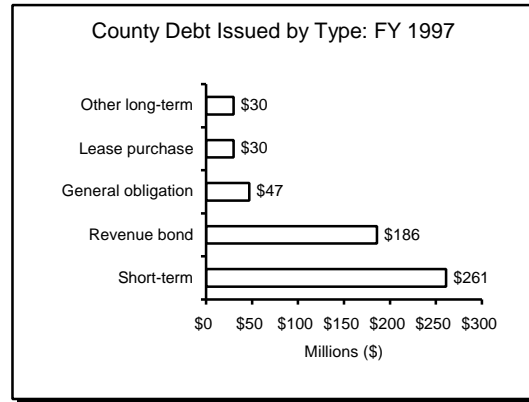 County Debt Issued by Type: FY 1997
Other long-term $30
Lease purchase $30
General obligation $47
Revenue bond $186
Short-term $261
$0 $50 $100 $150 $200 $250 $300
Millions ($)